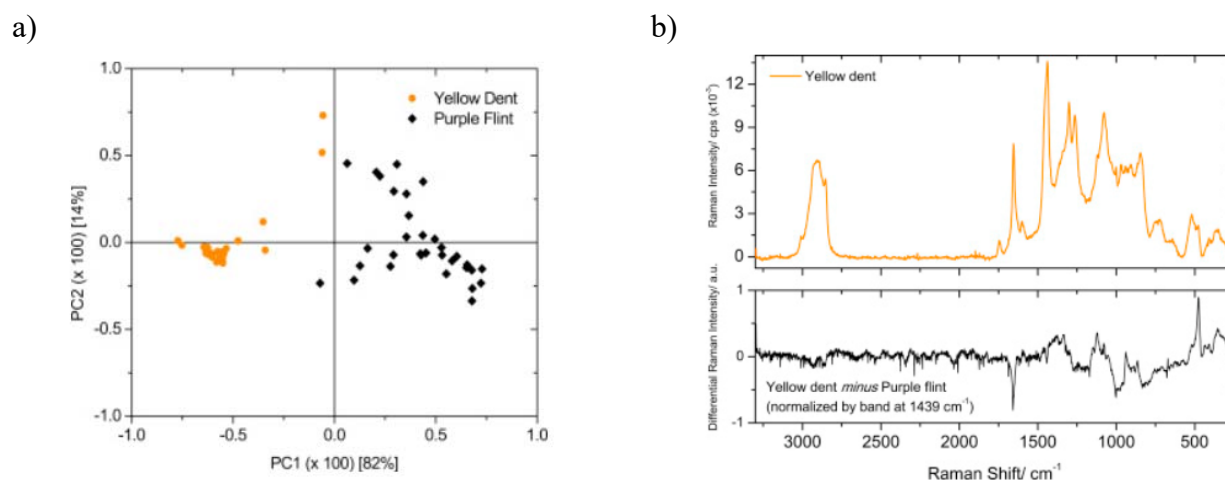 a)
b)
1.0
0.5
0.0
-0.5
-1.0
-1.0
-0.5
0.0
0.5
1.0
PC2 (x 100) [14%]
PC1 (x 100) [82%]
Yellow Dent
Purple Flint
12
9
6
3
0
Raman Intensity/ cps (x10⁻³)
Yellow dent
1
0
-1
Differential Raman Intensity/ a.u.
Yellow dent minus Purple flint
(normalized by band at 1439 cm⁻¹)
3000
2500
2000
1500
1000
500
Raman Shift/ cm⁻¹